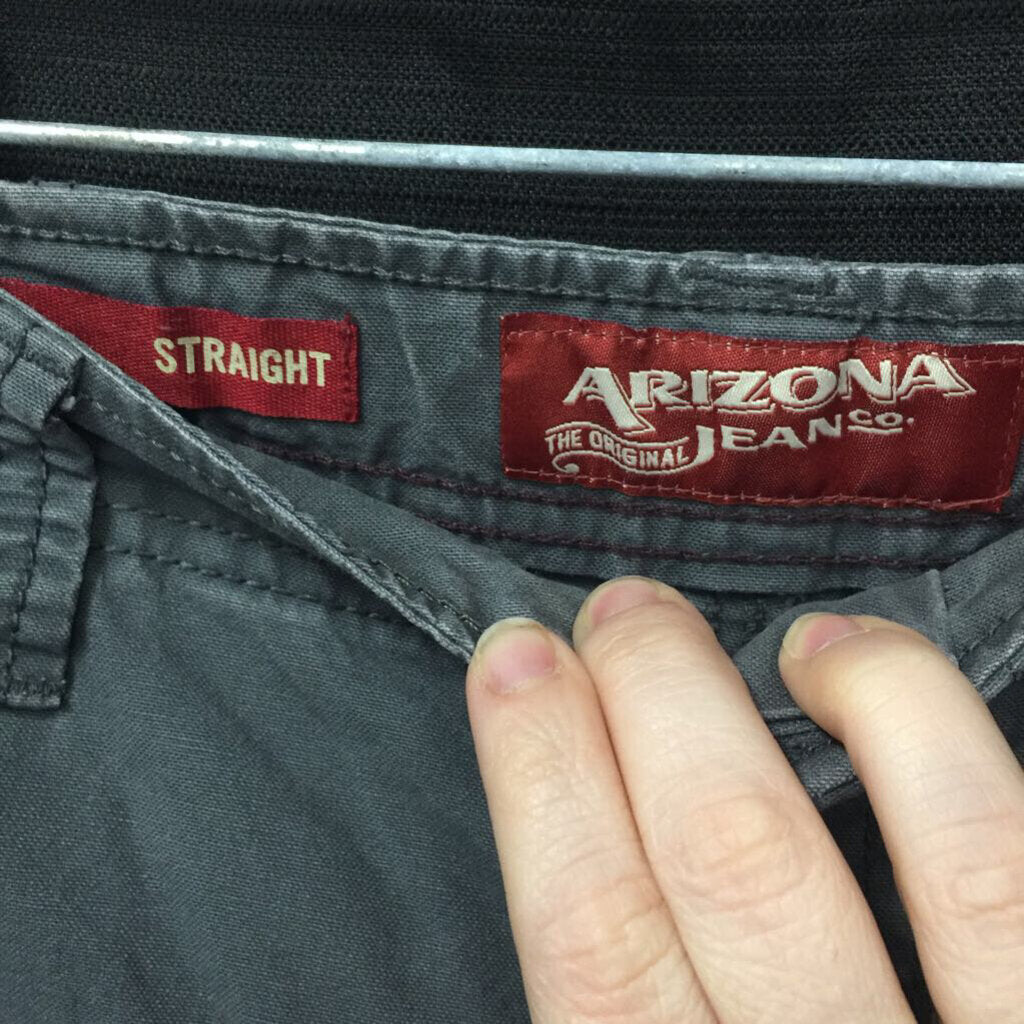 STRAIGHT
ARIZONA
JEAN CO.
THE ORIGINAL